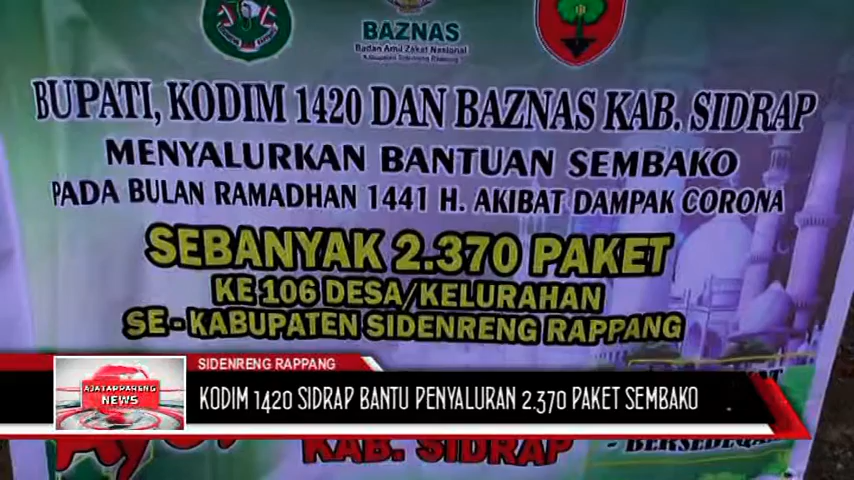 BAZNAS
Badan Amil Zakat Nasional
BUPATI, KODIM 1420 DAN BAZNAS KAB. SIDRAP
MENYALURKAN BANTUAN SEMBAKO
PADA BULAN RAMADHAN 1441 H. AKIBAT DAMPAK CORONA
SEBANYAK 2.370 PAKET
KE 106 DESA/KELURAHAN
SE-KABUPATEN SIDENRENG RAPPANG
SIDENRENG RAPPANG
AJATAPPARENG
NEWS
KODIM 1420 SIDRAP BANTU PENYALURAN 2.370 PAKET SEMBAKO
KAB. SIDRAP